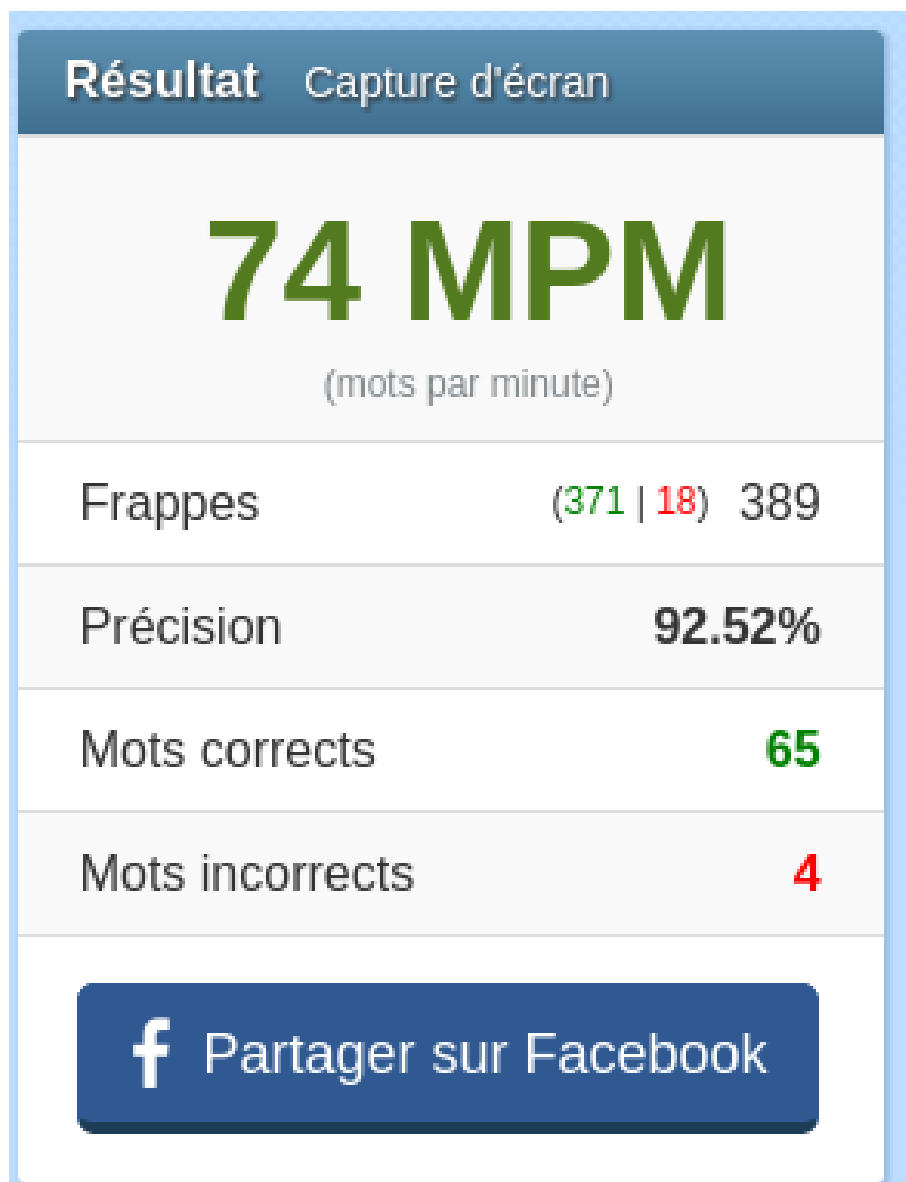 Résultat Capture d'écran
74 MPM
(mots par minute)
Frappes (371 | 18) 389
Précision 92.52%
Mots corrects 65
Mots incorrects 4
f Partager sur Facebook